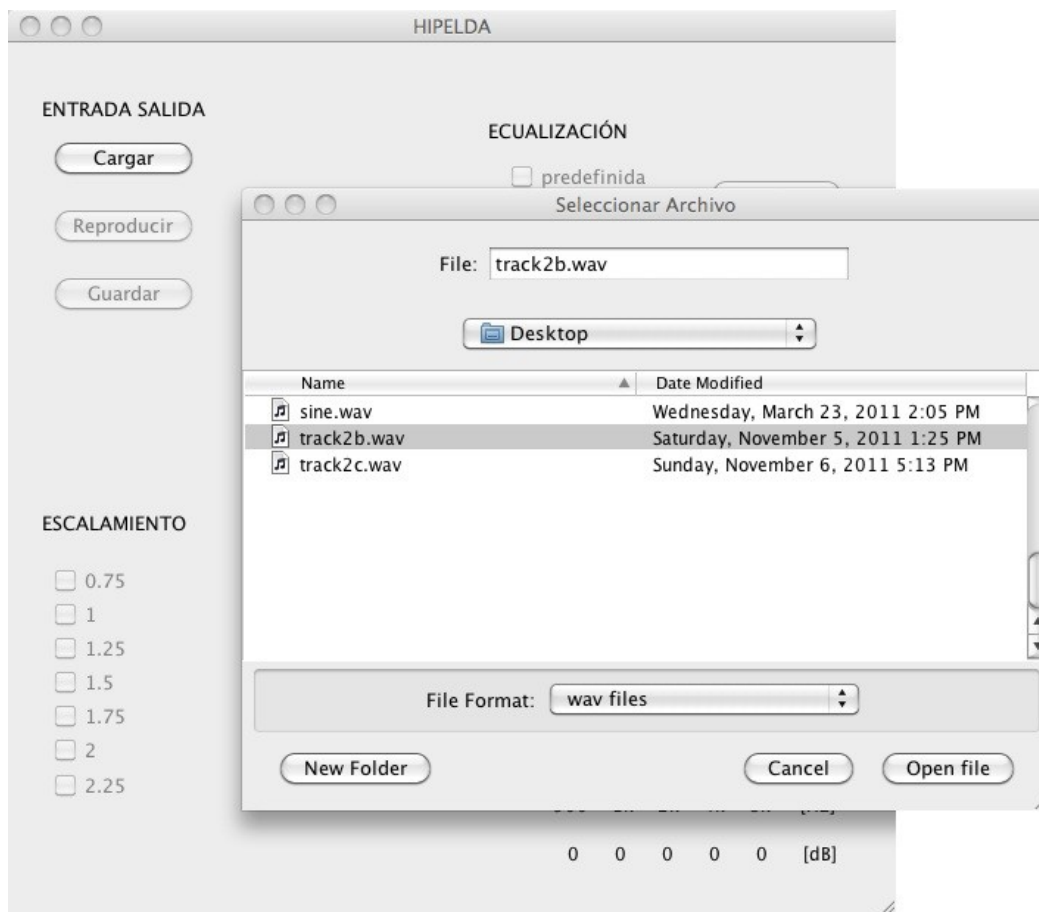 HIPELDA
ENTRADA SALIDA
Cargar
Reproducir
Guardar
ECUALIZACIÓN
predefinida
Seleccionar Archivo
File: track2b.wav
Desktop
Name Date Modified
sine.wav Wednesday, March 23, 2011 2:05 PM
track2b.wav Saturday, November 5, 2011 1:25 PM
track2c.wav Sunday, November 6, 2011 5:13 PM
File Format: wav files
New Folder Cancel Open file
ESCALAMIENTO
0.75
1
1.25
1.5
1.75
2
2.25
0 0 0 0 0 [dB]